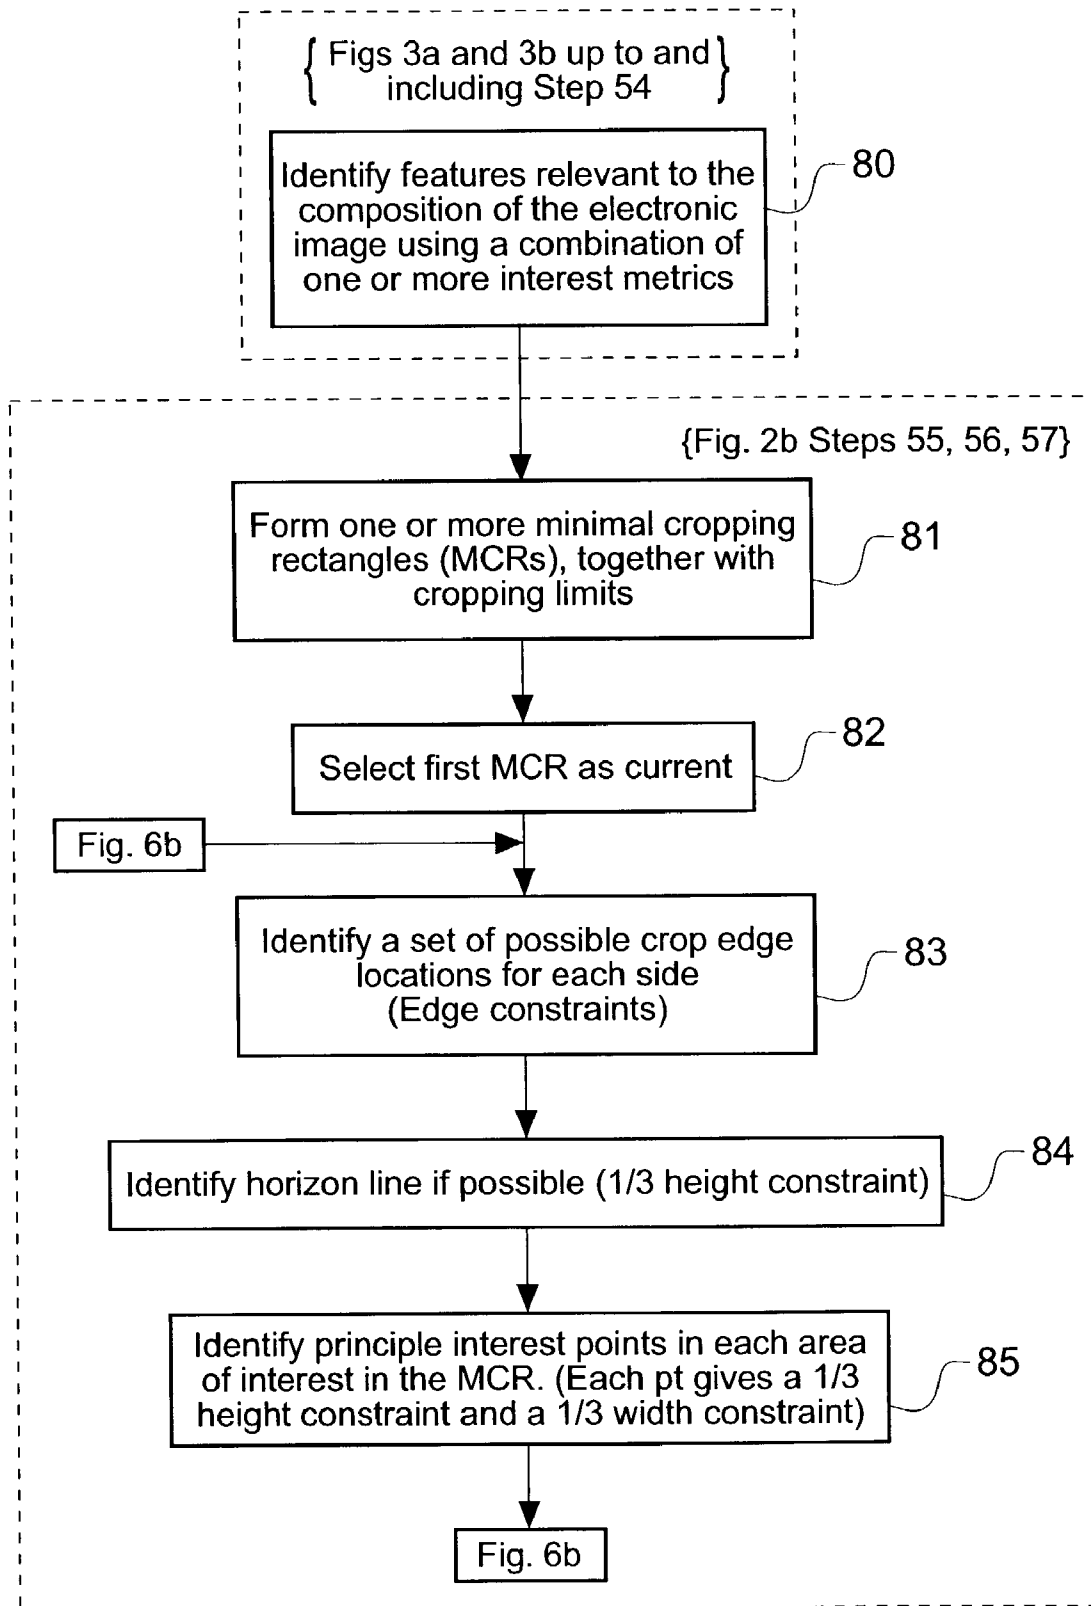 { Figs 3a and 3b up to and
including Step 54 }
Identify features relevant to the
composition of the electronic
image using a combination of
one or more interest metrics
80
{Fig. 2b Steps 55, 56, 57}
Form one or more minimal cropping
rectangles (MCRs), together with
cropping limits
81
Select first MCR as current
82
Fig. 6b
Identify a set of possible crop edge
locations for each side
(Edge constraints)
83
Identify horizon line if possible (1/3 height constraint)
84
Identify principle interest points in each area
of interest in the MCR. (Each pt gives a 1/3
height constraint and a 1/3 width constraint)
85
Fig. 6b